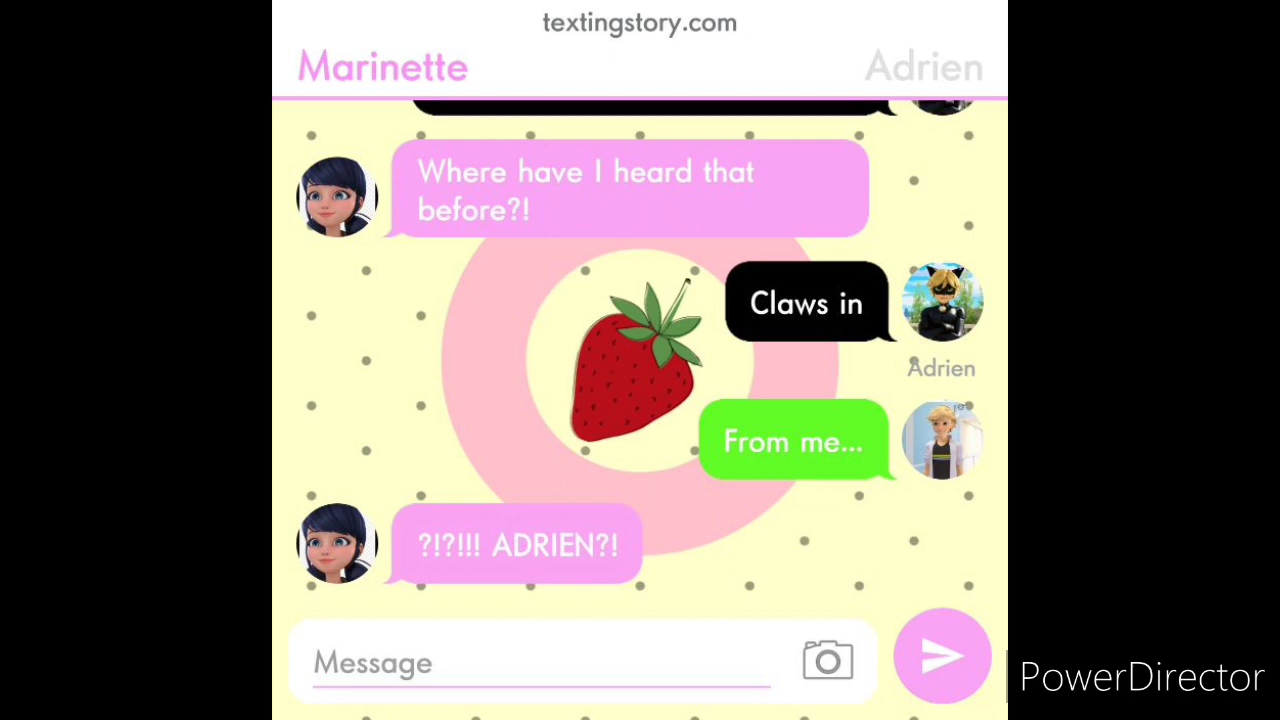 textingstory.com
Marinette
Adrien
Where have I heard that
before?!
Claws in
Adrien
From me...
?!?!!! ADRIEN?!
Message
PowerDirector